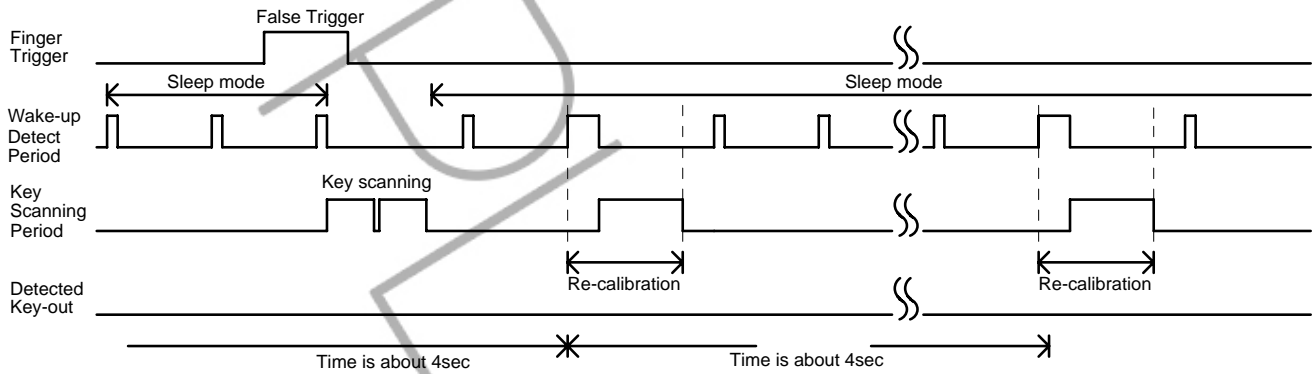 False Trigger
Finger
Trigger
Sleep mode
Sleep mode
Wake-up
Detect
Period
Key scanning
Key
Scanning
Period
Re-calibration
Re-calibration
Detected
Key-out
Time is about 4sec
Time is about 4sec